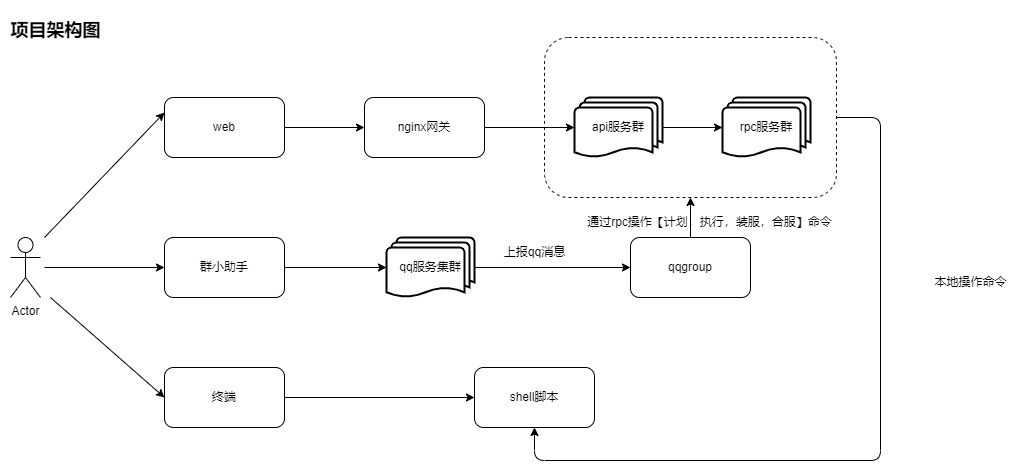 项目架构图
web
nginx网关
api服务群
rpc服务群
通过rpc操作【计划，执行，装服，合服】命令
Actor
群小助手
qq服务集群
上报qq消息
qqgroup
本地操作命令
终端
shell脚本